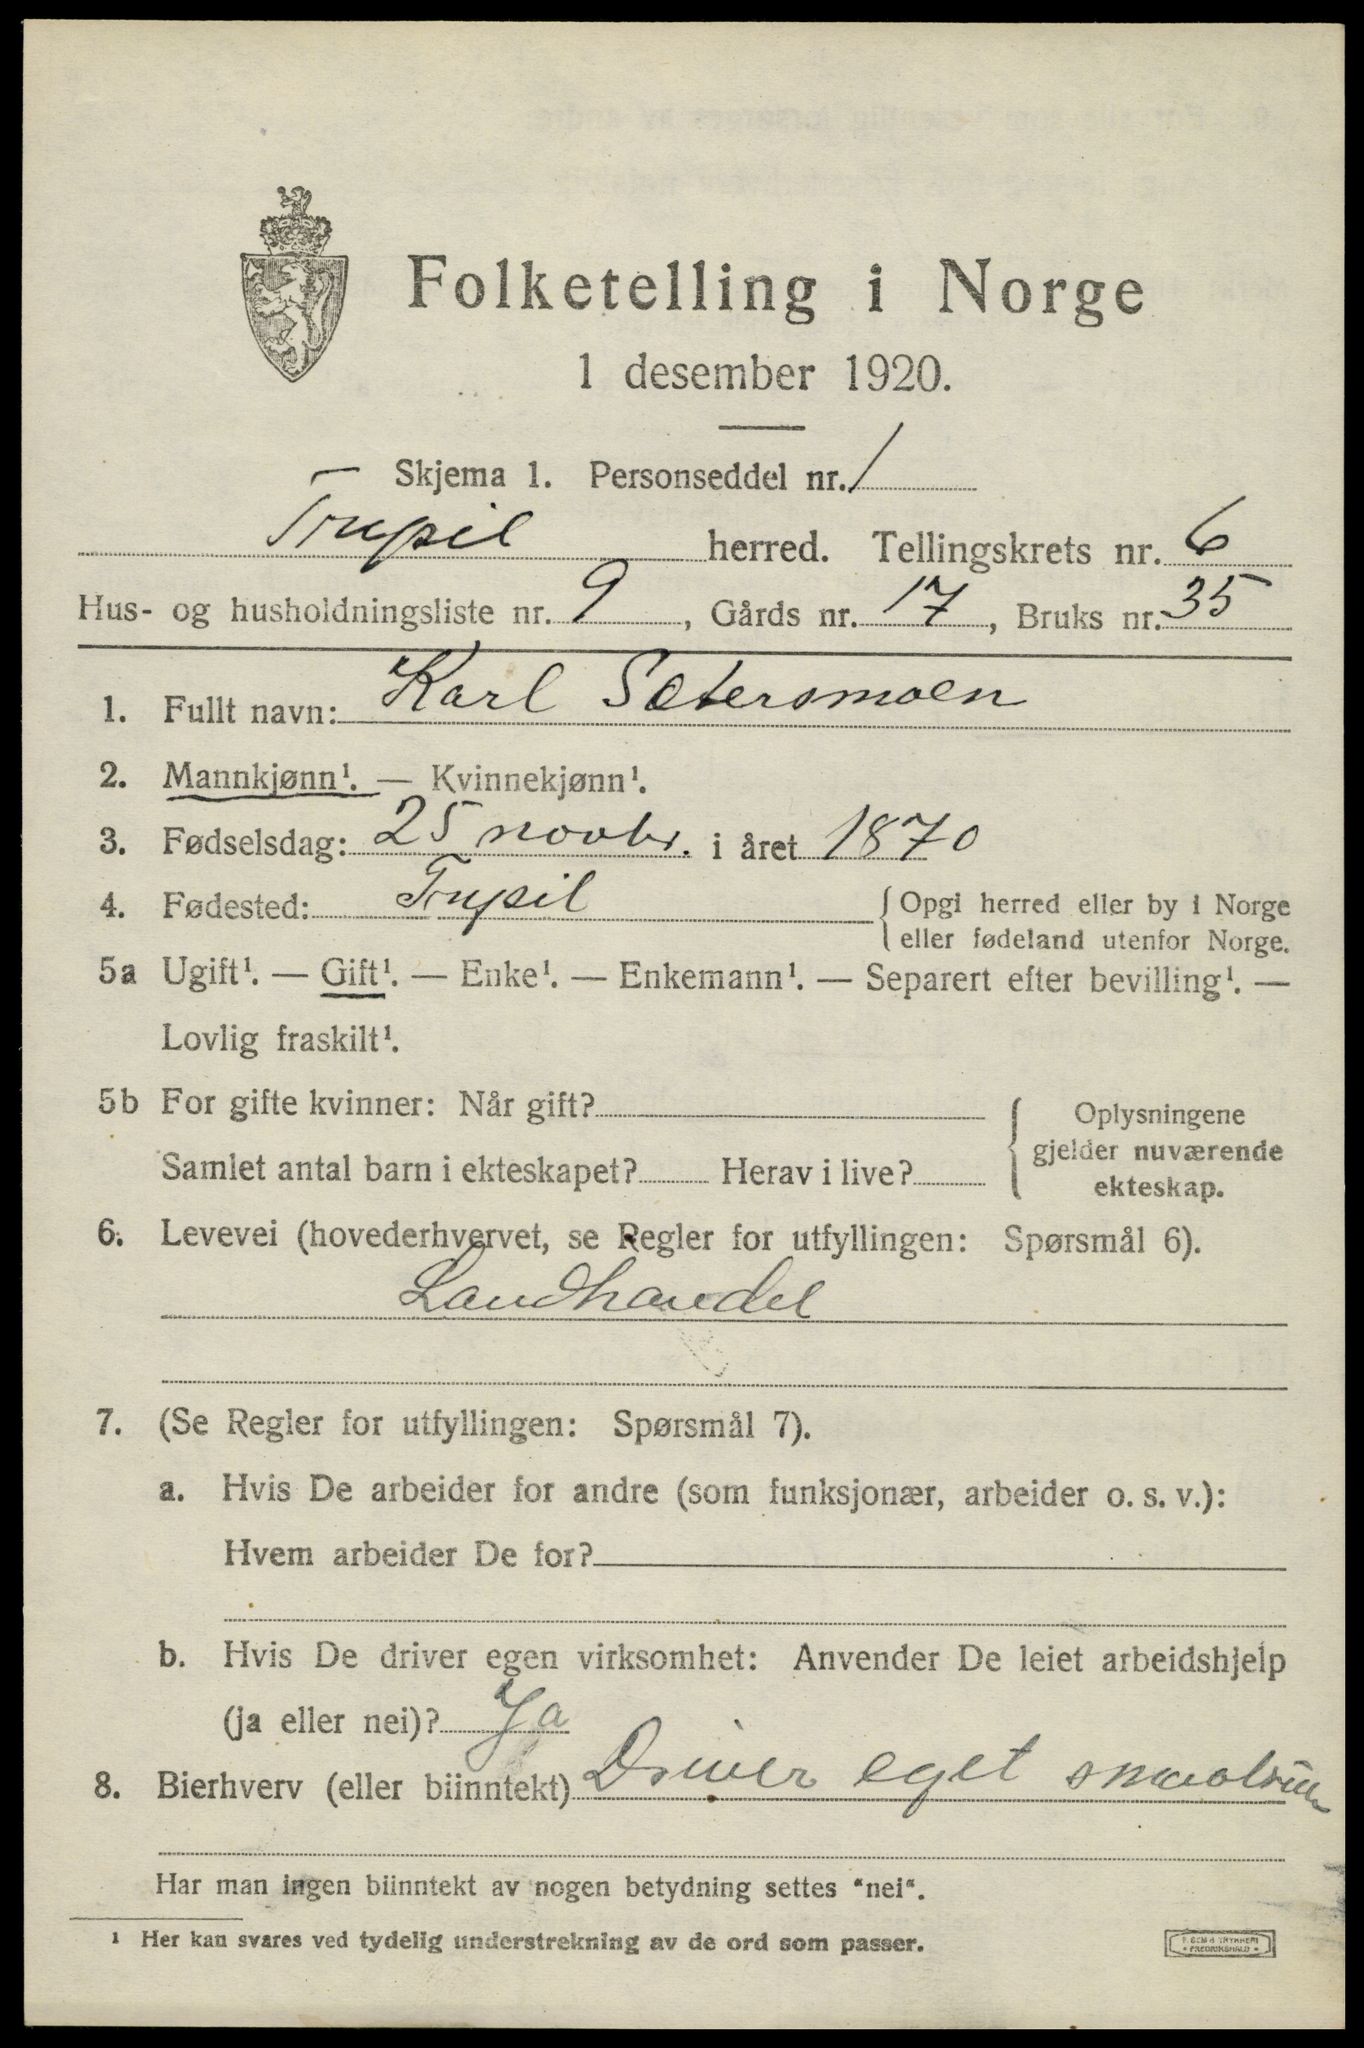 Folketelling i Norge
1 desember 1920.
Skjema 1. Personseddel nr. 1
Trysil herred. Tellingskrets nr. 6
Hus- og husholdningsliste nr. 9, Gårds nr. 17, Bruks nr. 35
1. Fullt navn: Karl Sætersmoen
2. Mannkjønn¹. — Kvinnekjønn¹.
3. Fødselsdag: 25 novbr. i året 1870
4. Fødested: Trysil { Opgi herred eller by i Norge
eller fødeland utenfor Norge.
5a Ugift¹. — Gift¹. — Enke¹. — Enkemann¹. — Separert efter bevilling¹. —
Lovlig fraskilt¹.
5b For gifte kvinner: Når gift?
Samlet antal barn i ekteskapet? Herav i live?
{ Oplysningene
gjelder nuværende
ekteskap.
6. Levevei (hovederhvervet, se Regler for utfyllingen: Spørsmål 6).
Landhandel
7. (Se Regler for utfyllingen: Spørsmål 7).
a. Hvis De arbeider for andre (som funksjonær, arbeider o. s. v.):
Hvem arbeider De for?
b. Hvis De driver egen virksomhet: Anvender De leiet arbeidshjelp
(ja eller nei)? Ja
8. Bierhverv (eller biinntekt) Driver eget
Har man ingen biinntekt av nogen betydning settes "nei".
¹ Her kan svares ved tydelig understrekning av de ord som passer.
TRYKKERI
FREDRIKSHALD